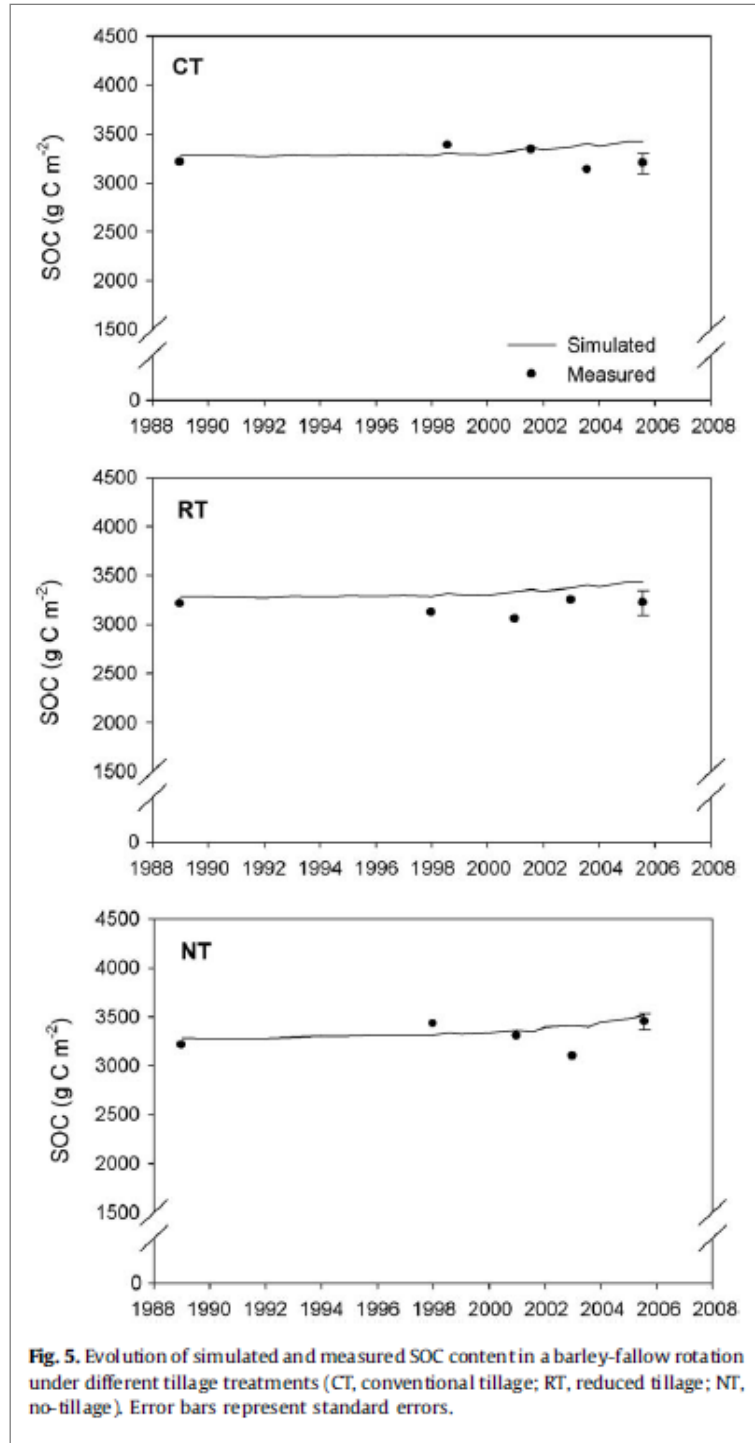 CT
4500
4000
3500
3000
2500
2000
1500
0
SOC (g C m-2)
Simulated
Measured
1988 1990 1992 1994 1996 1998 2000 2002 2004 2006 2008
RT
4500
4000
3500
3000
2500
2000
1500
0
SOC (g C m-2)
1988 1990 1992 1994 1996 1998 2000 2002 2004 2006 2008
NT
4500
4000
3500
3000
2500
2000
1500
0
SOC (g C m-2)
1988 1990 1992 1994 1996 1998 2000 2002 2004 2006 2008
Fig. 5. Evolution of simulated and measured SOC content in a barley-fallow rotation
under different tillage treatments (CT, conventional tillage; RT, reduced tillage; NT,
no-tillage). Error bars represent standard errors.